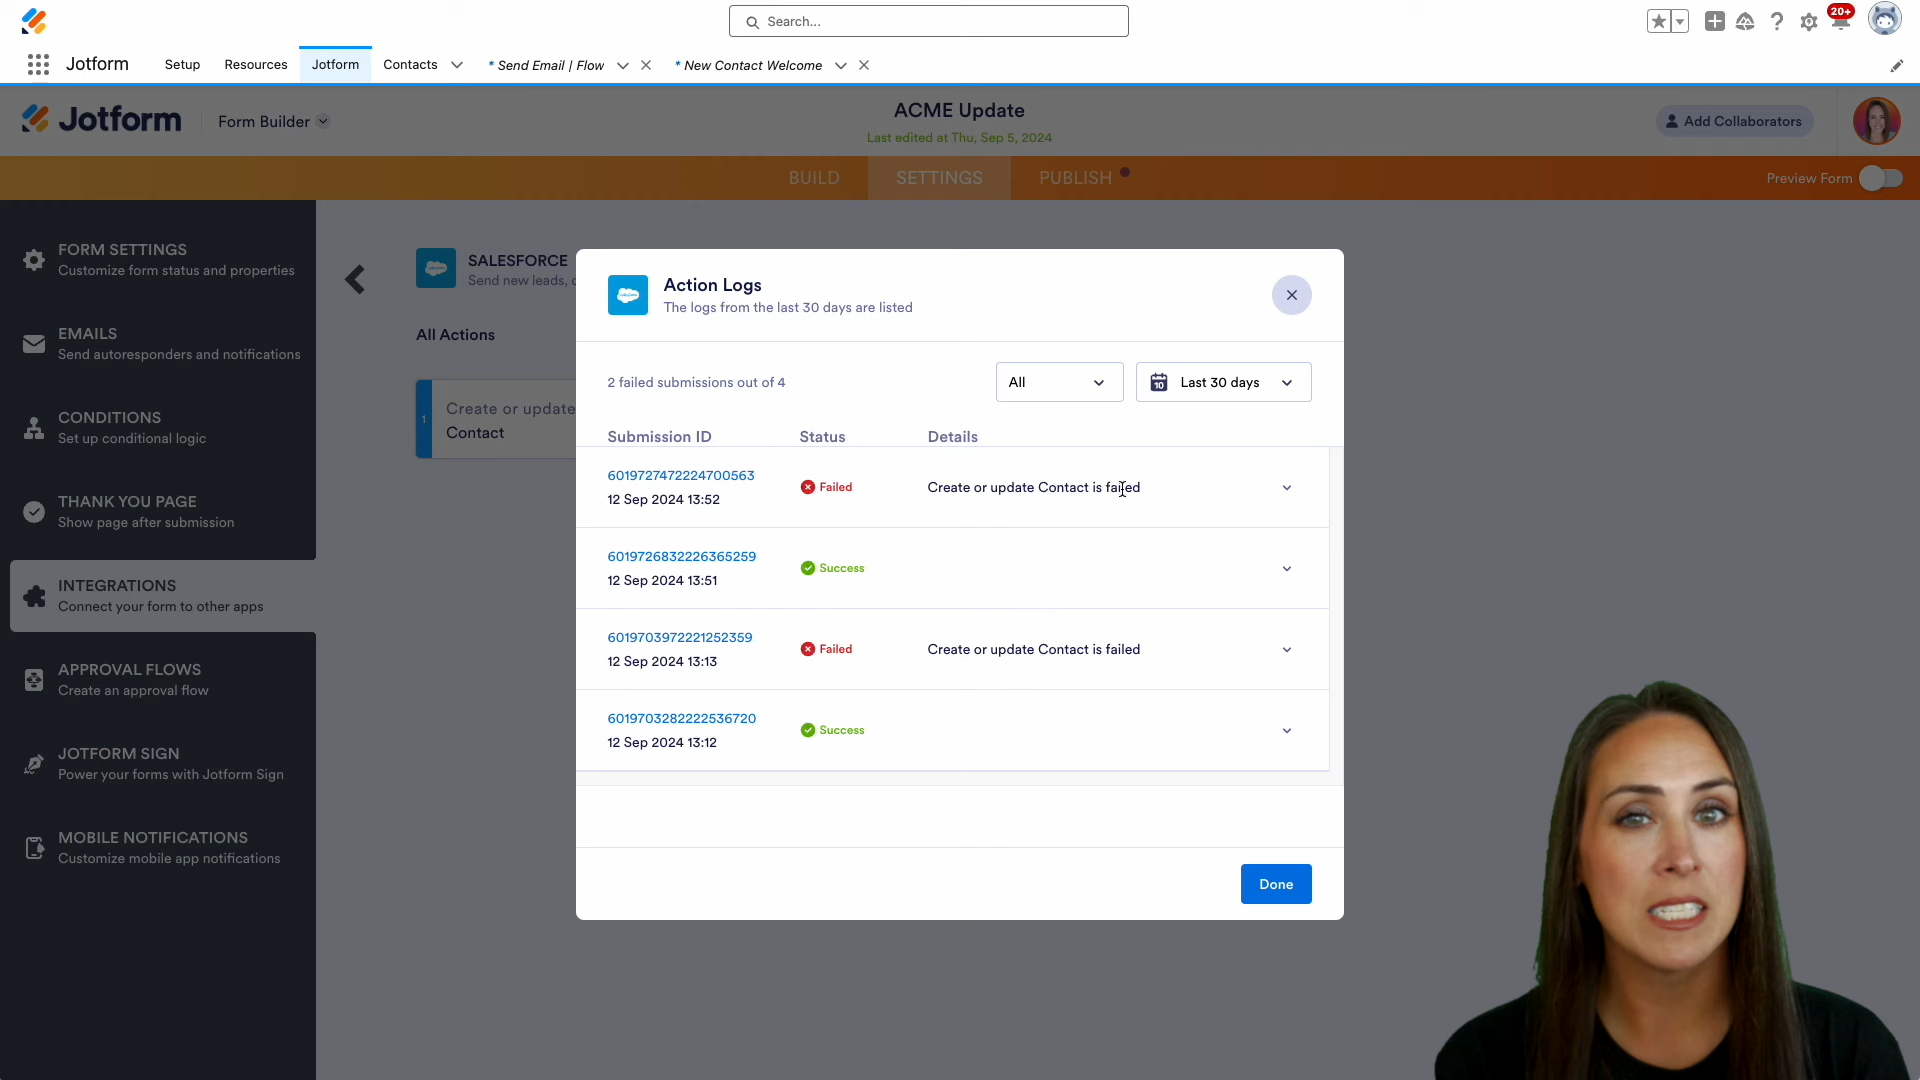 Search...
20+
Jotform
Setup
Resources
Jotform
Contacts
* Send Email | Flow
* New Contact Welcome
Jotform
Form Builder
ACME Update
Last edited at Thu, Sep 5, 2024
Add Collaborators
BUILD
SETTINGS
PUBLISH
Preview Form
FORM SETTINGS
Customize form status and properties
EMAILS
Send autoresponders and notifications
CONDITIONS
Set up conditional logic
THANK YOU PAGE
Show page after submission
INTEGRATIONS
Connect your form to other apps
APPROVAL FLOWS
Create an approval flow
JOTFORM SIGN
Power your forms with Jotform Sign
MOBILE NOTIFICATIONS
Customize mobile app notifications
SALESFORCE
Send new leads, c
All Actions
1
Create or update
Contact
Action Logs
The logs from the last 30 days are listed
2 failed submissions out of 4
All
10
Last 30 days
Submission ID Status Details
6019727472224700563
12 Sep 2024 13:52
Failed
Create or update Contact is failed
6019726832226365259
12 Sep 2024 13:51
Success
6019703972221252359
12 Sep 2024 13:13
Failed
Create or update Contact is failed
6019703282222536720
12 Sep 2024 13:12
Success
Done